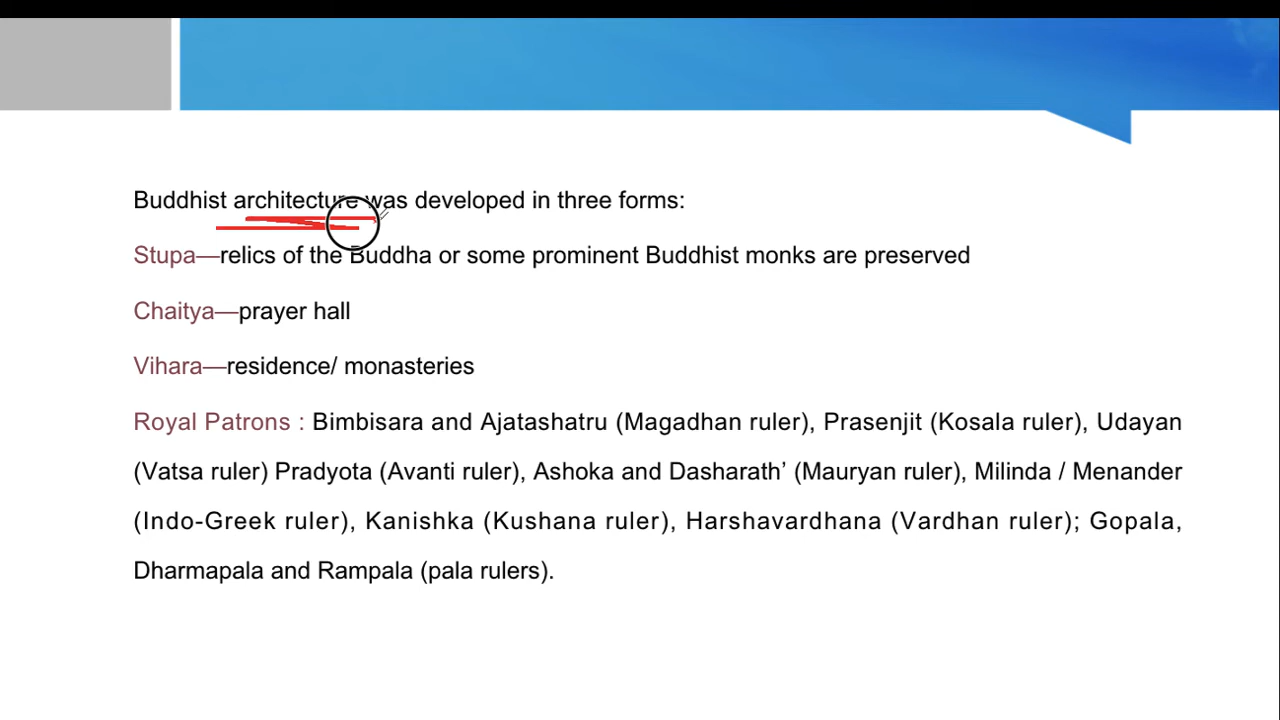 Buddhist architecture was developed in three forms:
Stupa—relics of the Buddha or some prominent Buddhist monks are preserved
Chaitya—prayer hall
Vihara—residence/ monasteries
Royal Patrons : Bimbisara and Ajatashatru (Magadhan ruler), Prasenjit (Kosala ruler), Udayan
(Vatsa ruler) Pradyota (Avanti ruler), Ashoka and Dasharath’ (Mauryan ruler), Milinda / Menander
(Indo-Greek ruler), Kanishka (Kushana ruler), Harshavardhana (Vardhan ruler); Gopala,
Dharmapala and Rampala (pala rulers).